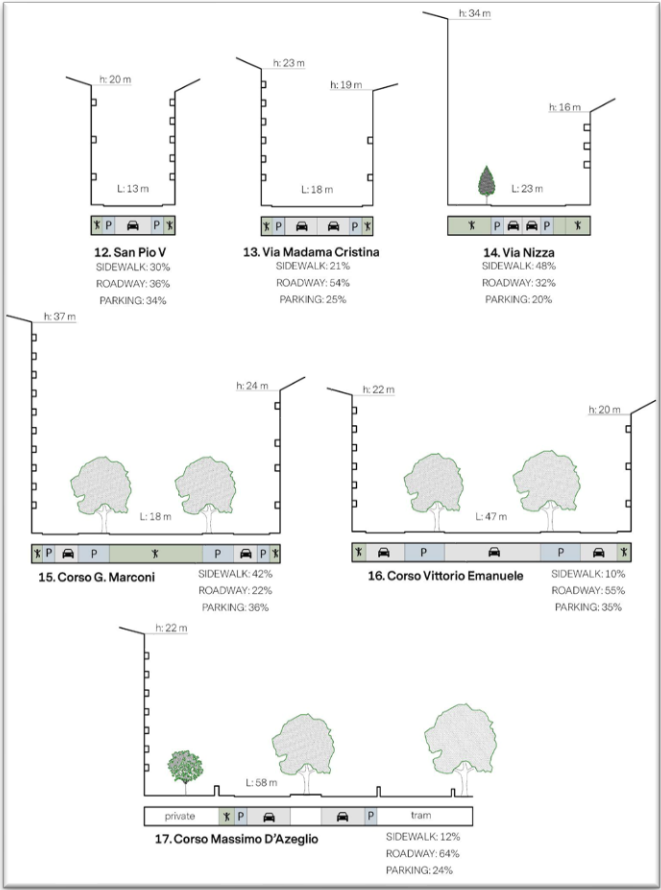 h: 20 m
L: 13 m
P P
12. San Pio V
SIDEWALK: 30%
ROADWAY: 36%
PARKING: 34%
h: 23 m
h: 19 m
L: 18 m
P P
13. Via Madama Cristina
SIDEWALK: 21%
ROADWAY: 54%
PARKING: 25%
h: 34 m
h: 16 m
L: 23 m
P P
14. Via Nizza
SIDEWALK: 48%
ROADWAY: 32%
PARKING: 20%
h: 37 m
h: 24 m
L: 18 m
P P P P
15. Corso G. Marconi
SIDEWALK: 42%
ROADWAY: 22%
PARKING: 36%
h: 22 m
h: 20 m
L: 47 m
P P
16. Corso Vittorio Emanuele
SIDEWALK: 10%
ROADWAY: 55%
PARKING: 35%
h: 22 m
L: 58 m
private P P tram
17. Corso Massimo D'Azeglio
SIDEWALK: 12%
ROADWAY: 64%
PARKING: 24%